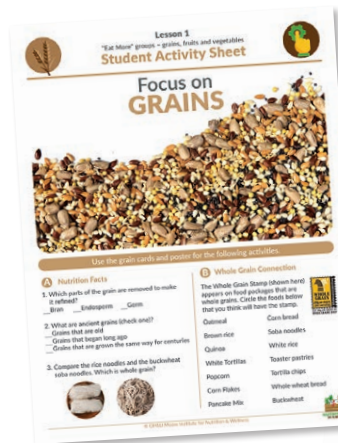 Lesson 1
"Eat More" groups – grains, fruits and vegetables
Student Activity Sheet
Focus on
GRAINS
Use the grain cards and poster for the following activities.
A Nutrition Facts
1. Which parts of the grain are removed to make
it refined?
__Bran __Endosperm __Germ
2. What are ancient grains (check one)?
__Grains that are old
__Grains that began long ago
__Grains that are grown the same way for centuries
3. Compare the rice noodles and the buckwheat
soba noodles. Which is whole grain?
B Whole Grain Connection
The Whole Grain Stamp (shown here)
appears on food packages that are
whole grains. Circle the foods below
that you think will have the stamp.
Oatmeal Corn bread
Brown rice Soba noodles
Quinoa White rice
White Tortillas Toaster pastries
Popcorn Tortilla chips
Corn Flakes Whole wheat bread
Pancake Mix Buckwheat
WHOLE
GRAIN
Institute for Nutrition & Wellness